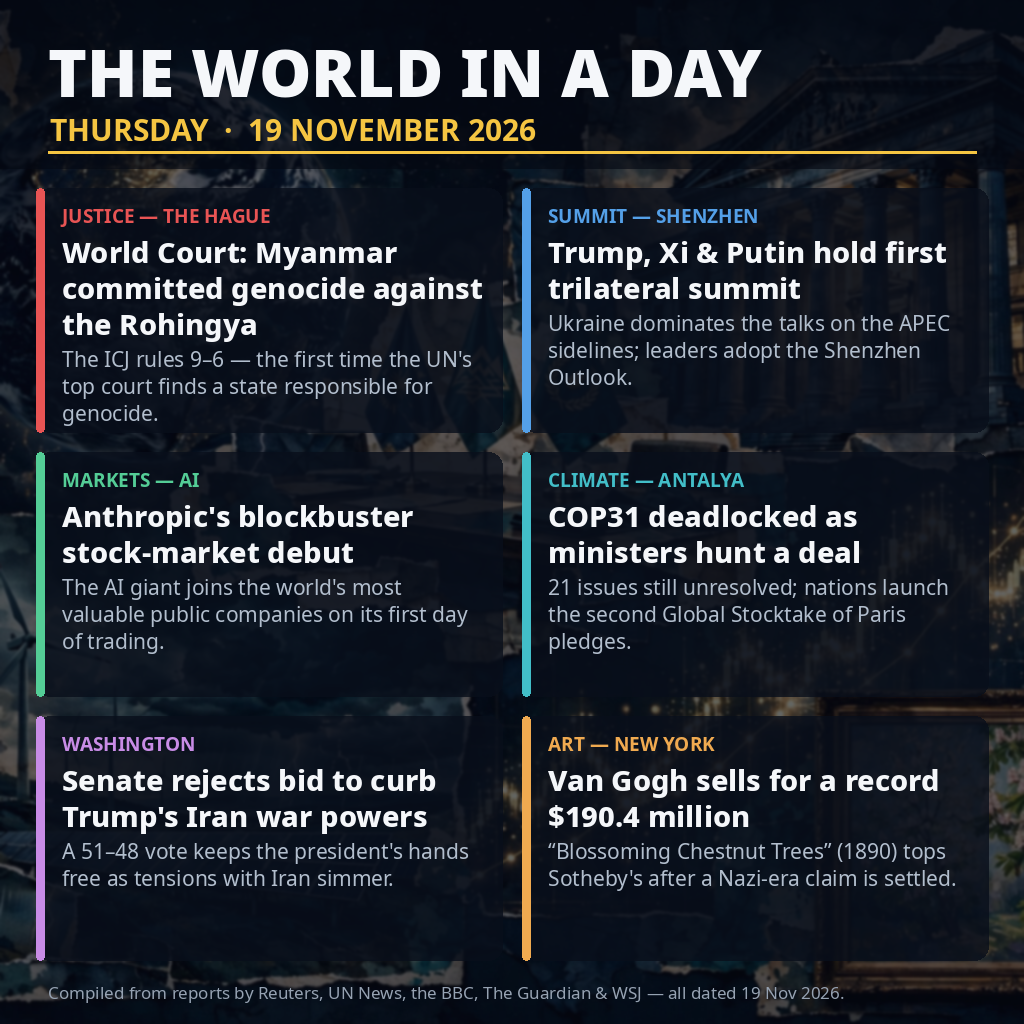 THE WORLD IN A DAY
THURSDAY · 19 NOVEMBER 2026
JUSTICE — THE HAGUE
World Court: Myanmar
committed genocide against
the Rohingya
The ICJ rules 9–6 — the first time the UN's
top court finds a state responsible for
genocide.
SUMMIT — SHENZHEN
Trump, Xi & Putin hold first
trilateral summit
Ukraine dominates the talks on the APEC
sidelines; leaders adopt the Shenzhen
Outlook.
MARKETS — AI
Anthropic's blockbuster
stock-market debut
The AI giant joins the world's most
valuable public companies on its first day
of trading.
CLIMATE — ANTALYA
COP31 deadlocked as
ministers hunt a deal
21 issues still unresolved; nations launch
the second Global Stocktake of Paris
pledges.
WASHINGTON
Senate rejects bid to curb
Trump's Iran war powers
A 51–48 vote keeps the president's hands
free as tensions with Iran simmer.
ART — NEW YORK
Van Gogh sells for a record
$190.4 million
“Blossoming Chestnut Trees” (1890) tops
Sotheby's after a Nazi-era claim is settled.
Compiled from reports by Reuters, UN News, the BBC, The Guardian & WSJ — all dated 19 Nov 2026.